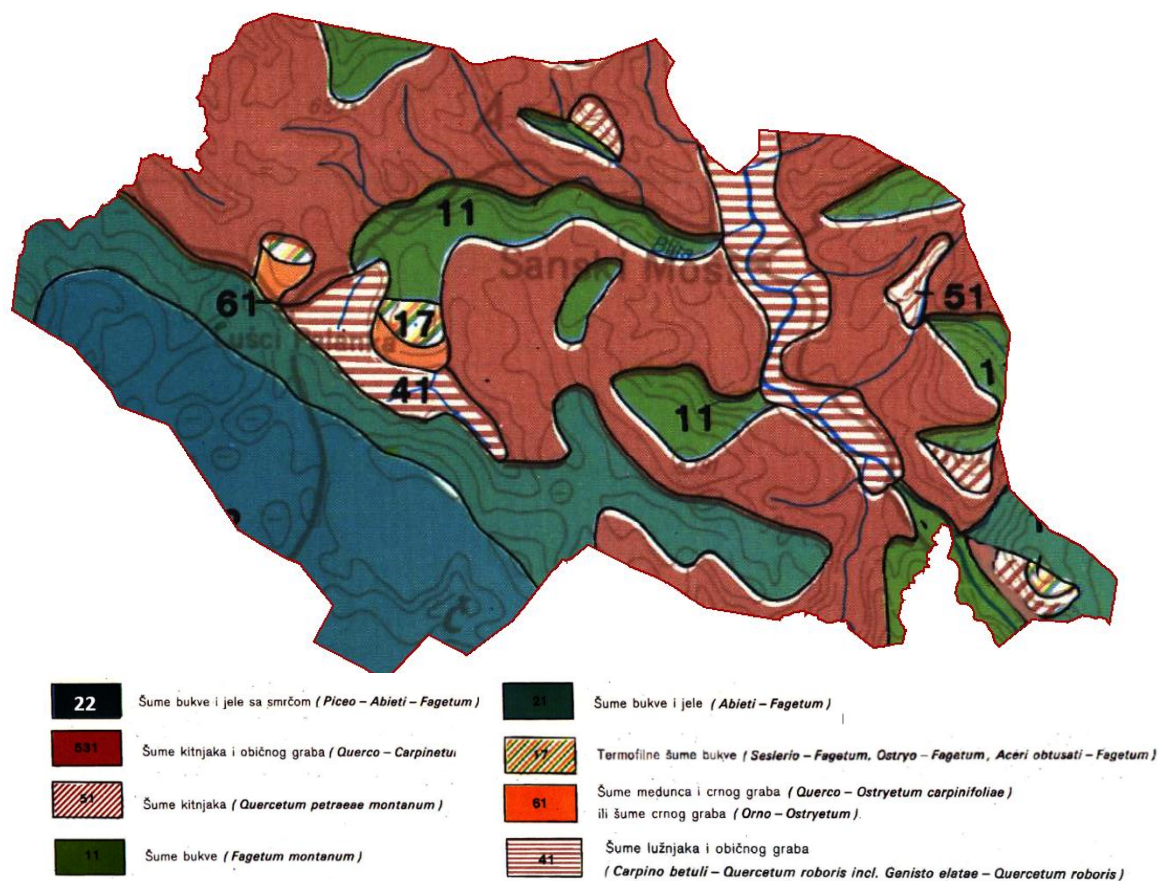 11
Sanski Most
61
51
17
ušci Palanka
41
1
11
22 Šume bukve i jele sa smrčom (Piceo – Abieti – Fagetum)
531 Šume kitnjaka i običnog graba (Querco – Carpinetu
51 Šume kitnjaka (Quercetum petraeae montanum)
11 Šume bukve (Fagetum montanum)
21 Šume bukve i jele (Abieti – Fagetum)
17 Termofilne šume bukve (Seslerio – Fagetum, Ostryo – Fagetum, Aceri obtusati – Fagetum)
61 Šume medunca i crnog graba (Querco – Ostryetum carpinifoliae)
ili šume crnog graba (Orno – Ostryetum).
41 Šume lužnjaka i običnog graba
(Carpino betuli – Quercetum roboris incl. Genisto elatae – Quercetum roboris)